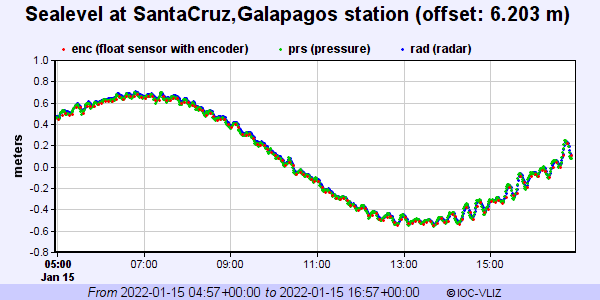 Sealevel at SantaCruz,Galapagos station (offset: 6.203 m)
enc (float sensor with encoder) prs (pressure) rad (radar)
meters
1.0
0.8
0.6
0.4
0.2
0.0
-0.2
-0.4
-0.6
-0.8
05:00 07:00 09:00 11:00 13:00 15:00
Jan 15
From 2022-01-15 04:57+00:00 to 2022-01-15 16:57+00:00 © IOC-VLIZ